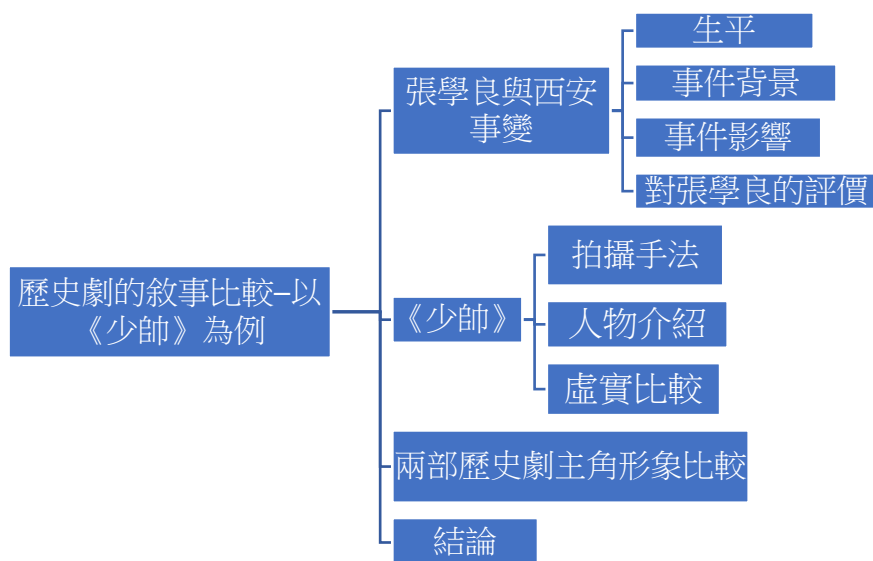 歷史劇的敘事比較–以
《少帥》為例
張學良與西安
事變
生平
事件背景
事件影響
對張學良的評價
《少帥》
拍攝手法
人物介紹
虛實比較
兩部歷史劇主角形象比較
結論